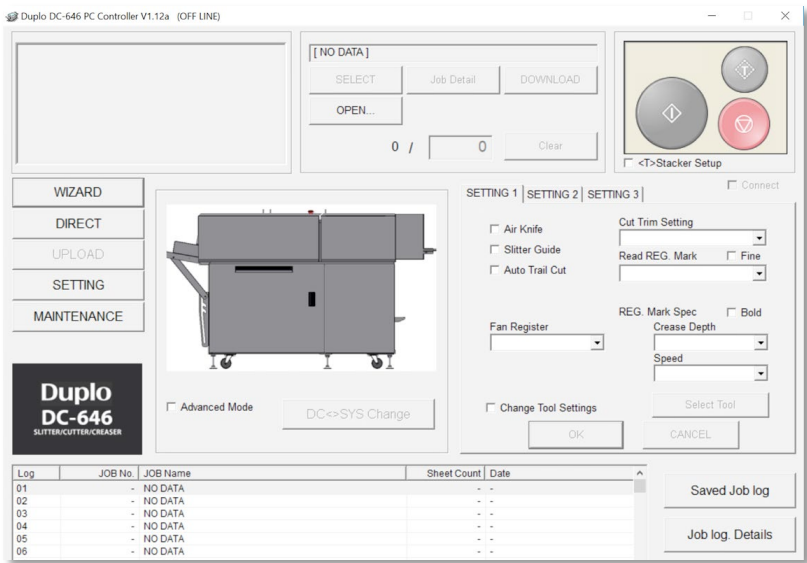 Duplo DC-646 PC Controller V1.12a (OFF LINE)
[ NO DATA ]
SELECT Job Detail DOWNLOAD
OPEN...
0 / 0 Clear
<T>Stacker Setup
Connect
WIZARD
DIRECT
UPLOAD
SETTING
MAINTENANCE
Duplo
DC-646
SLITTER/CUTTER/CREASER
Advanced Mode
DC<>SYS Change
SETTING 1 SETTING 2 SETTING 3
Air Knife
Slitter Guide
Auto Trail Cut
Fan Register
Cut Trim Setting
Read REG. Mark Fine
REG. Mark Spec Bold
Crease Depth
Speed
Change Tool Settings
Select Tool
OK CANCEL
Log JOB No. JOB Name Sheet Count Date
01 - NO DATA - -
02 - NO DATA - -
03 - NO DATA - -
04 - NO DATA - -
05 - NO DATA - -
06 - NO DATA - -
Saved Job log
Job log. Details